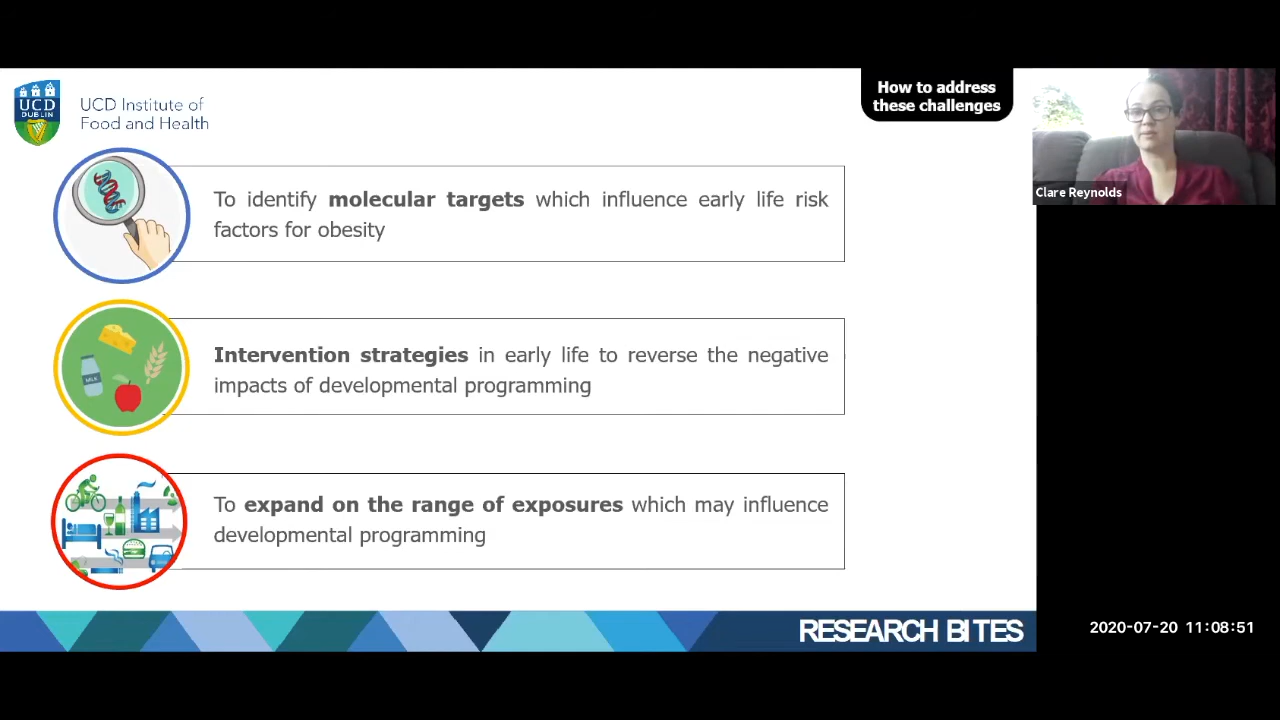 UCD
DUBLIN
UCD Institute of
Food and Health
How to address
these challenges
Clare Reynolds
To identify molecular targets which influence early life risk
factors for obesity
MILK
Intervention strategies in early life to reverse the negative
impacts of developmental programming
To expand on the range of exposures which may influence
developmental programming
RESEARCH BITES
2020-07-20 11:08:51